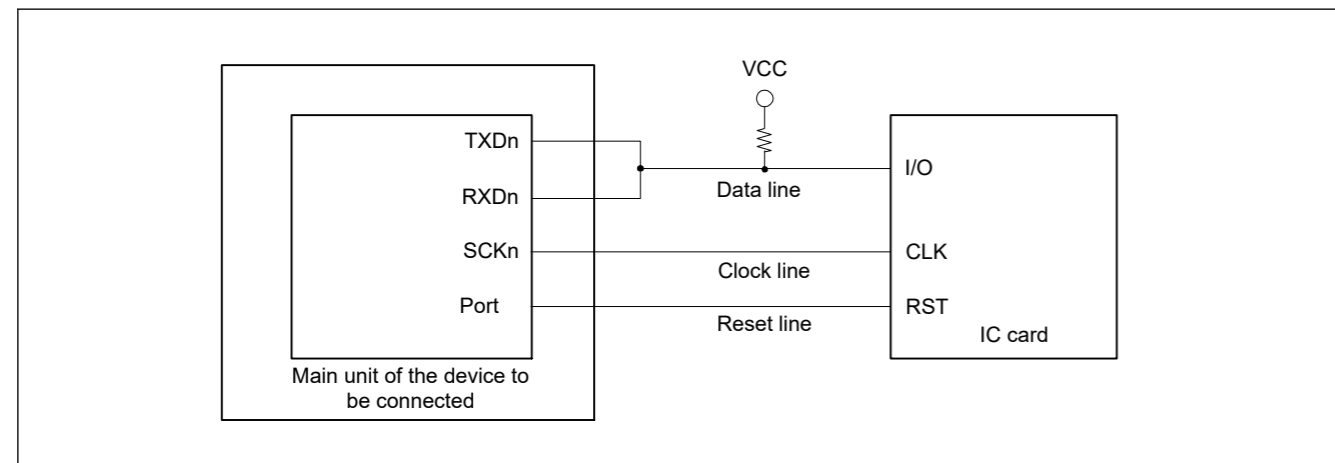 VCC
TXDn
RXDn
SCKn
Port
Main unit of the device to
be connected
Data line
Clock line
Reset line
I/O
CLK
RST
IC card